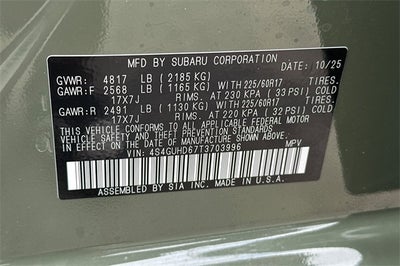 MFD BY SUBARU CORPORATION DATE: 10/25
GVWR: 4817 LB (2185 KG)
GAWR:F 2568 LB (1165 KG) WITH 225/60R17 TIRES.
17X7J RIMS. AT 230 KPA (33 PSI) COLD
GAWR:R 2491 LB (1130 KG) WITH 225/60R17 TIRES.
17X7J RIMS. AT 220 KPA (32 PSI) COLD
THIS VEHICLE CONFORMS TO ALL APPLICABLE FEDERAL MOTOR
VEHICLE SAFETY, BUMPER, AND THEFT PREVENTION STANDARDS
IN EFFECT ON THE DATE OF MANUFACTURE SHOWN ABOVE.
VIN: 4S4GUHD67T3703996 MPV
ASSEMBLED BY SIA INC. MADE IN U.S.A.